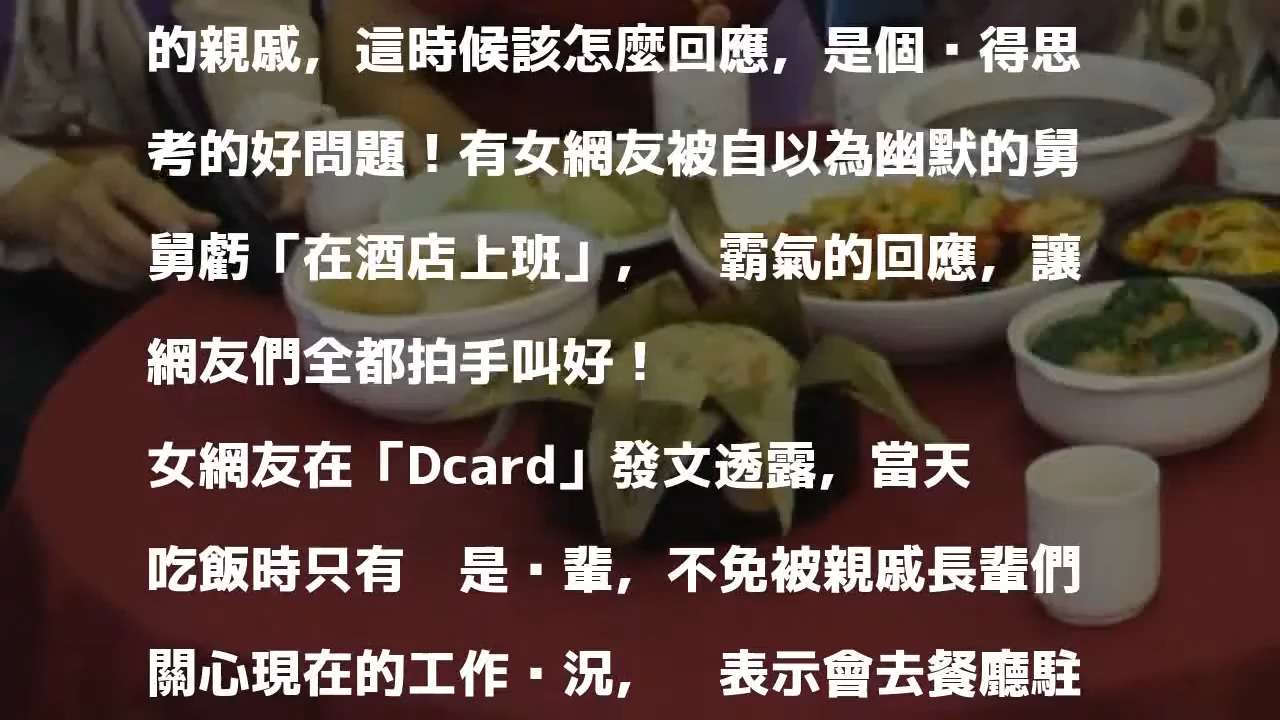 的親戚，這時候該怎麼回應，是個▪得思
考的好問題！有女網友被自以為幽默的舅
舅虧「在酒店上班」，　霸氣的回應，讓
網友們全都拍手叫好！
女網友在「Dcard」發文透露，當天
吃飯時只有　是▪輩，不免被親戚長輩們
關心現在的工作▪況，　表示會去餐廳駐